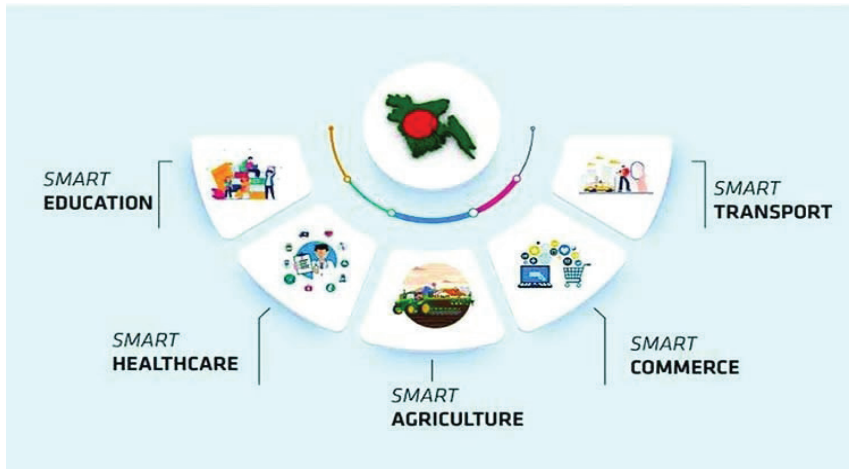 SMART
EDUCATION
SMART
HEALTHCARE
SMART
AGRICULTURE
SMART
COMMERCE
SMART
TRANSPORT